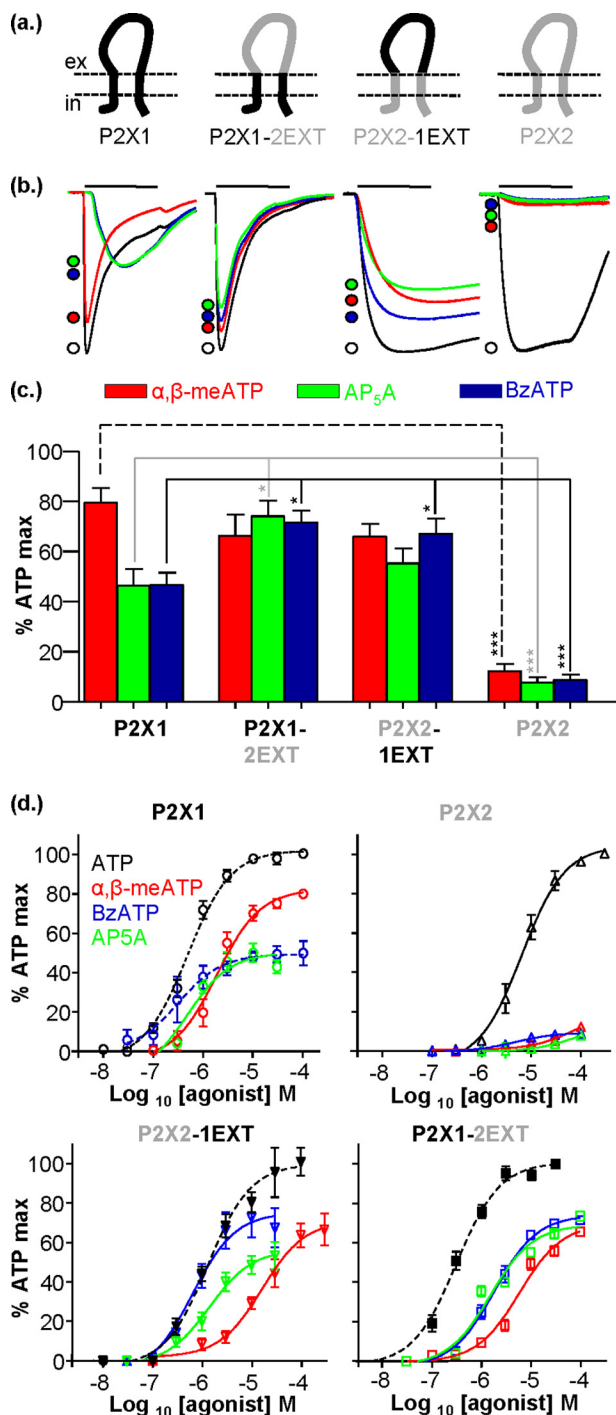 (a.)
ex
in
P2X1 P2X1-2EXT P2X2-1EXT P2X2
(b.)
(c.)
α,β-meATP AP5A BzATP
% ATP max
100
80
60
40
20
0
* * * *** *** ***
P2X1 P2X1-2EXT P2X2-1EXT P2X2
(d.)
P2X1
ATP
α,β-meATP
BzATP
AP5A
% ATP max
100
80
60
40
20
0
-8 -7 -6 -5 -4
Log 10 [agonist] M
P2X2
-8 -7 -6 -5 -4
Log 10 [agonist] M
P2X2-1EXT
% ATP max
100
80
60
40
20
0
-8 -7 -6 -5 -4
Log 10 [agonist] M
P2X1-2EXT
-8 -7 -6 -5 -4
Log 10 [agonist] M